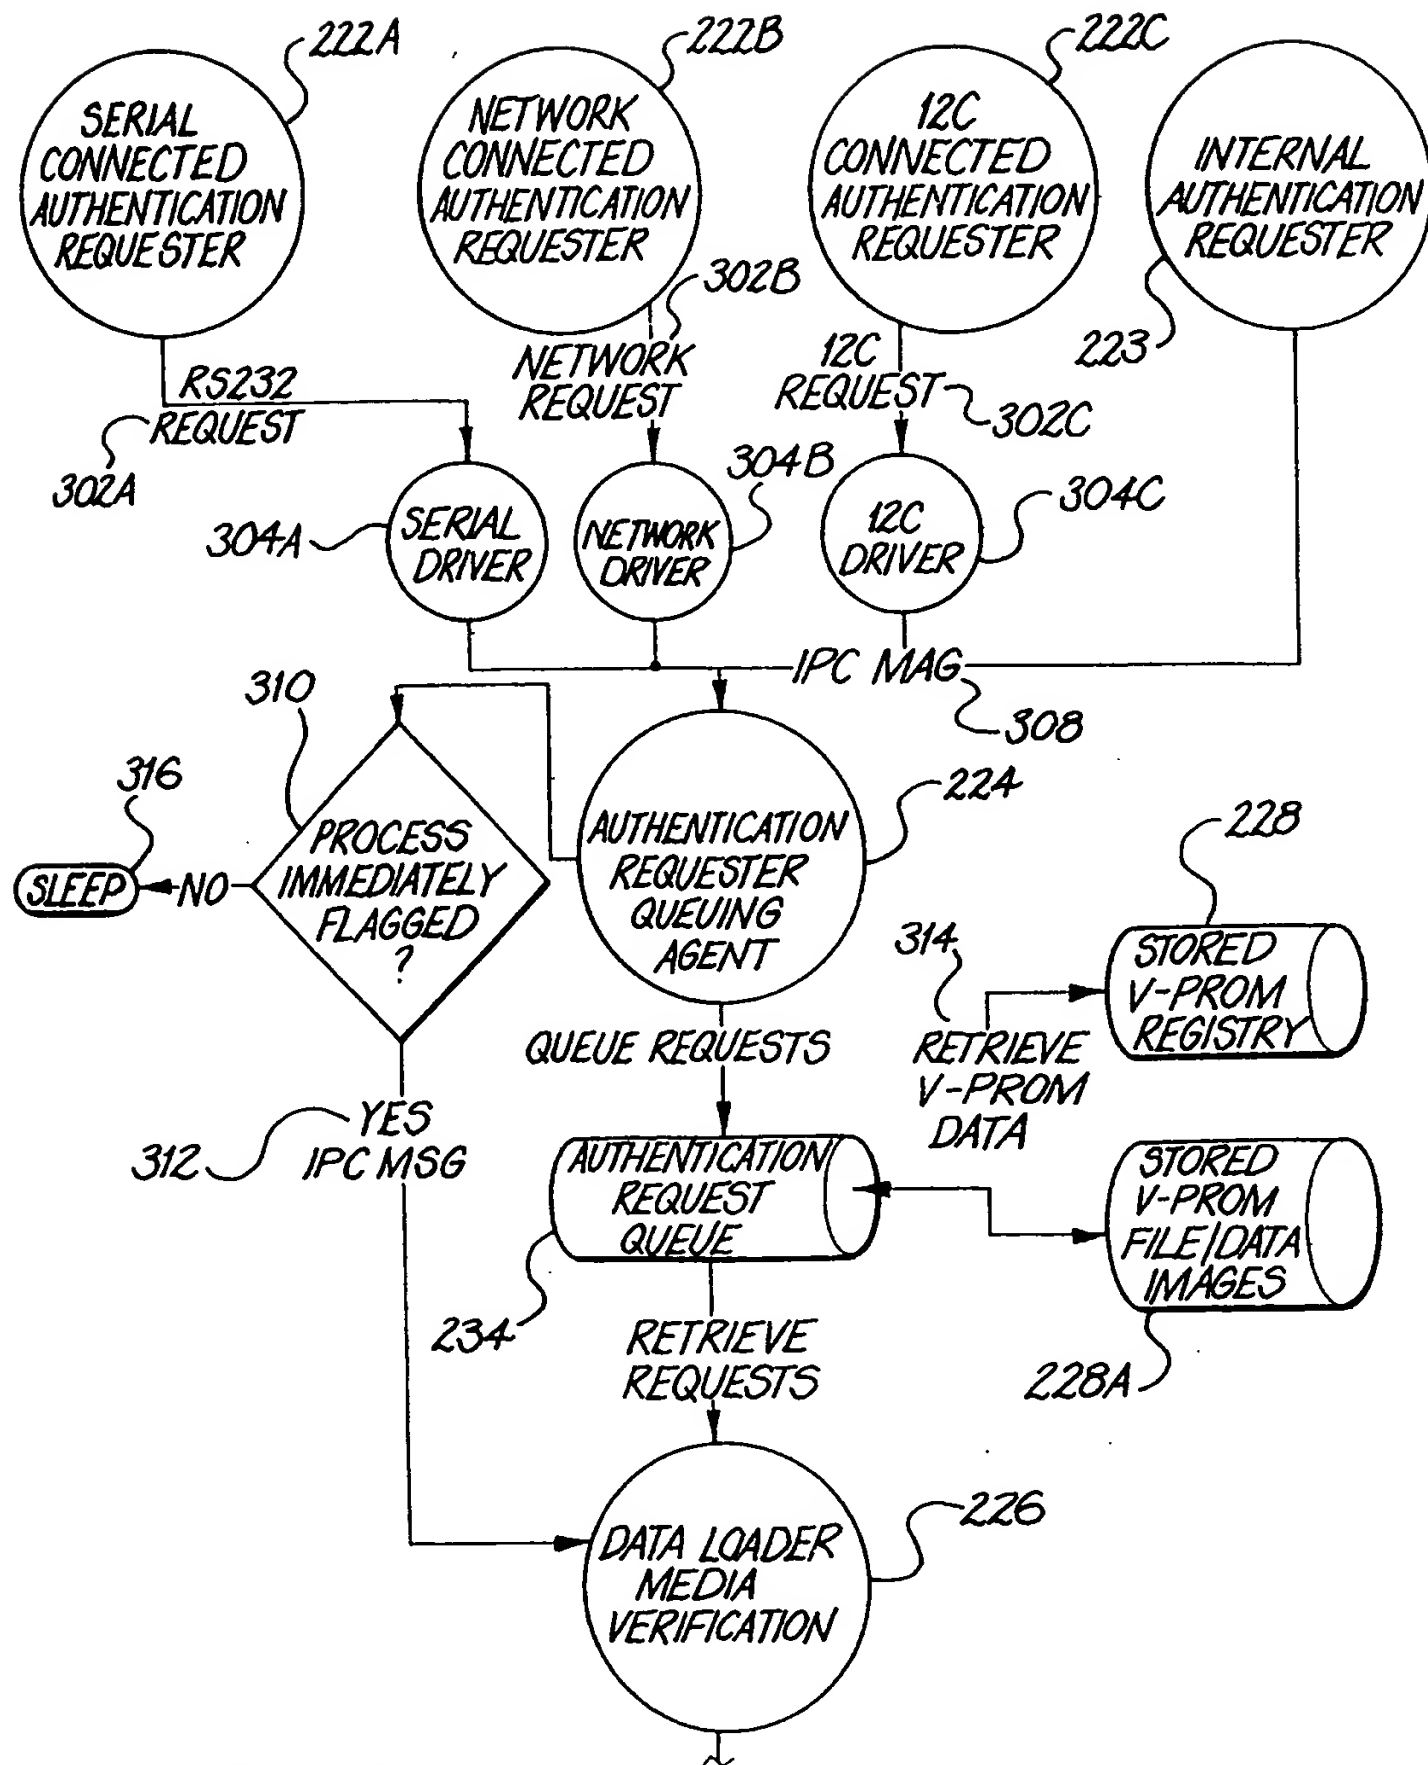 222A
222B
222C
SERIAL
CONNECTED
AUTHENTICATION
REQUESTER
NETWORK
CONNECTED
AUTHENTICATION
REQUESTER
12C
CONNECTED
AUTHENTICATION
REQUESTER
INTERNAL
AUTHENTICATION
REQUESTER
223
RS232
REQUEST
302A
302B
NETWORK
REQUEST
12C
REQUEST
302C
304A
SERIAL
DRIVER
304B
NETWORK
DRIVER
304C
12C
DRIVER
IPC MAG
308
310
316
SLEEP
NO
PROCESS
IMMEDIATELY
FLAGGED
?
224
AUTHENTICATION
REQUESTER
QUEUING
AGENT
228
STORED
V-PROM
REGISTRY
314
RETRIEVE
V-PROM
DATA
QUEUE REQUESTS
312
YES
IPC MSG
AUTHENTICATION
REQUEST
QUEUE
234
STORED
V-PROM
FILE/DATA
IMAGES
228A
RETRIEVE
REQUESTS
226
DATA LOADER
MEDIA
VERIFICATION